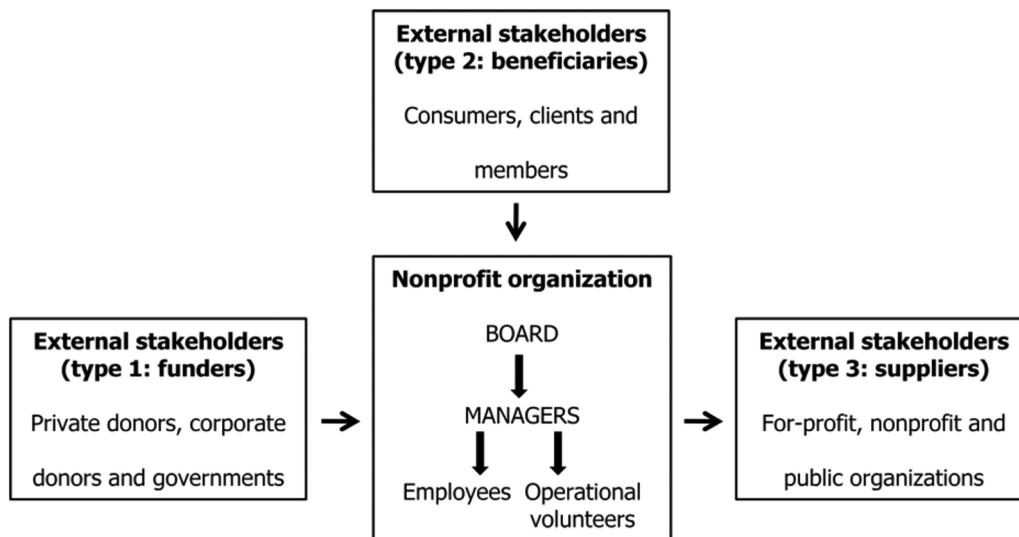 External stakeholders
(type 2: beneficiaries)
Consumers, clients and
members
Nonprofit organization
BOARD
MANAGERS
Employees
Operational
volunteers
External stakeholders
(type 1: funders)
Private donors, corporate
donors and governments
External stakeholders
(type 3: suppliers)
For-profit, nonprofit and
public organizations